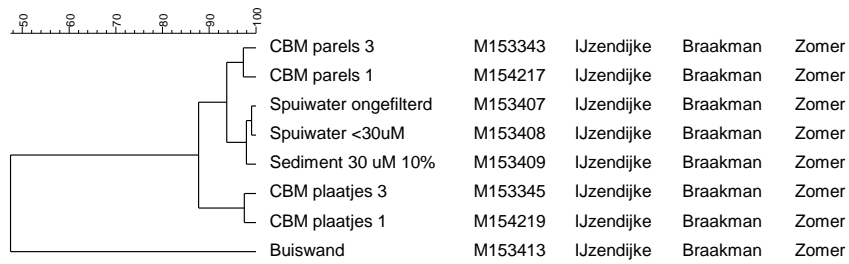 50 60 70 80 90 100
CBM parels 3 M153343 IJzendijke Braakman Zomer
CBM parels 1 M154217 IJzendijke Braakman Zomer
Spuiwater ongefilterd M153407 IJzendijke Braakman Zomer
Spuiwater <30uM M153408 IJzendijke Braakman Zomer
Sediment 30 uM 10% M153409 IJzendijke Braakman Zomer
CBM plaatjes 3 M153345 IJzendijke Braakman Zomer
CBM plaatjes 1 M154219 IJzendijke Braakman Zomer
Buiswand M153413 IJzendijke Braakman Zomer